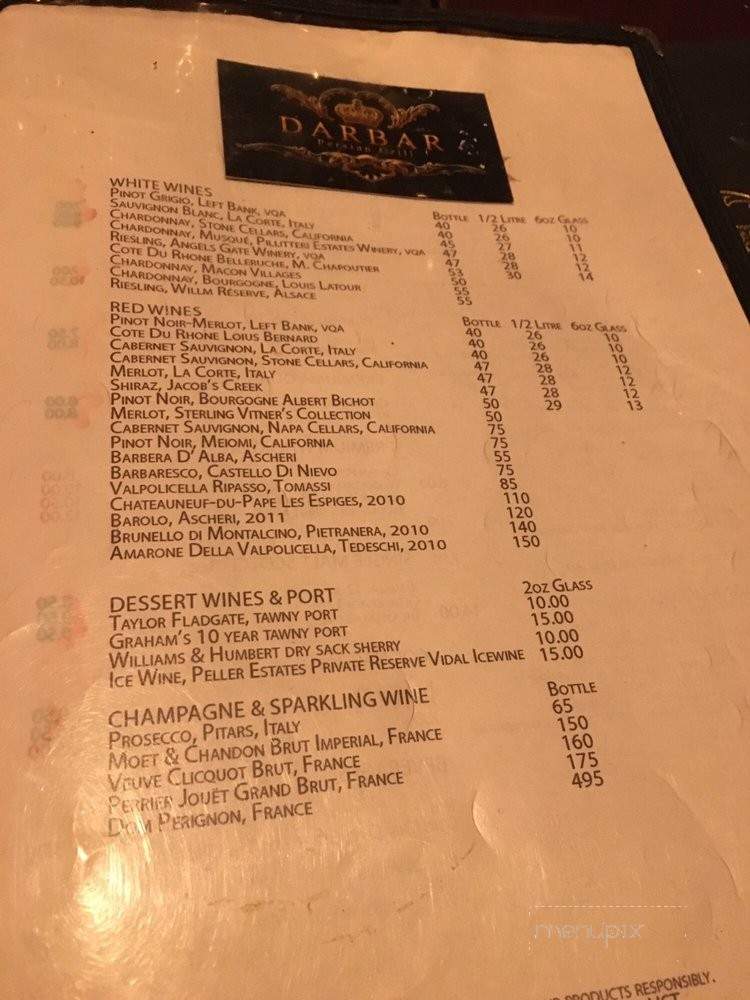 DARBAR
Persian Grill
WHITE WINES BOTTLE 1/2 LITRE 6OZ GLASS
PINOT GRIGIO, LEFT BANK, VQA 40 26 10
SAUVIGNON BLANC, LA CORTE, ITALY 40 26 10
CHARDONNAY, STONE CELLARS, CALIFORNIA 45 27 11
CHARDONNAY, MUSQUÉ, PILLITTERI ESTATES WINERY, VQA 47 28 12
RIESLING, ANGELS GATE WINERY, VQA 47 28 12
COTE DU RHONE BELLERUCHE, M. CHAPOUTIER 53 30 14
CHARDONNAY, MACON VILLAGES 50
CHARDONNAY, BOURGOGNE, LOUIS LATOUR 55
RIESLING, WILLM RÉSERVE, ALSACE 55
RED WINES BOTTLE 1/2 LITRE 6OZ GLASS
PINOT NOIR-MERLOT, LEFT BANK, VQA 40 26 10
COTE DU RHONE LOIUS BERNARD 40 26 10
CABERNET SAUVIGNON, LA CORTE, ITALY 40 26 10
CABERNET SAUVIGNON, STONE CELLARS, CALIFORNIA 47 28 12
MERLOT, LA CORTE, ITALY 47 28 12
SHIRAZ, JACOB'S CREEK 47 28 12
PINOT NOIR, BOURGOGNE ALBERT BICHOT 50 29 13
MERLOT, STERLING VITNER'S COLLECTION 50
CABERNET SAUVIGNON, NAPA CELLARS, CALIFORNIA 75
PINOT NOIR, MEIOMI, CALIFORNIA 75
BARBERA D'ALBA, ASCHERI 55
BARBARESCO, CASTELLO DI NIEVO 75
VALPOLICELLA RIPASSO, TOMASSI 85
CHATEAUNEUF-DU-PAPE LES ESPIGES, 2010 110
BAROLO, ASCHERI, 2011 120
BRUNELLO DI MONTALCINO, PIETRANERA, 2010 140
AMARONE DELLA VALPOLICELLA, TEDESCHI, 2010 150
DESSERT WINES & PORT 2OZ GLASS
TAYLOR FLADGATE, TAWNY PORT 10.00
GRAHAM'S 10 YEAR TAWNY PORT 15.00
WILLIAMS & HUMBERT DRY SACK SHERRY 10.00
ICE WINE, PELLER ESTATES PRIVATE RESERVE VIDAL ICEWINE 15.00
CHAMPAGNE & SPARKLING WINE BOTTLE
PROSECCO, PITARS, ITALY 65
MOET & CHANDON BRUT IMPERIAL, FRANCE 150
VEUVE CLICQUOT BRUT, FRANCE 160
PERRIER JOUËT GRAND BRUT, FRANCE 175
DOM PERIGNON, FRANCE 495
menupix
PRODUCTS RESPONSIBLY.